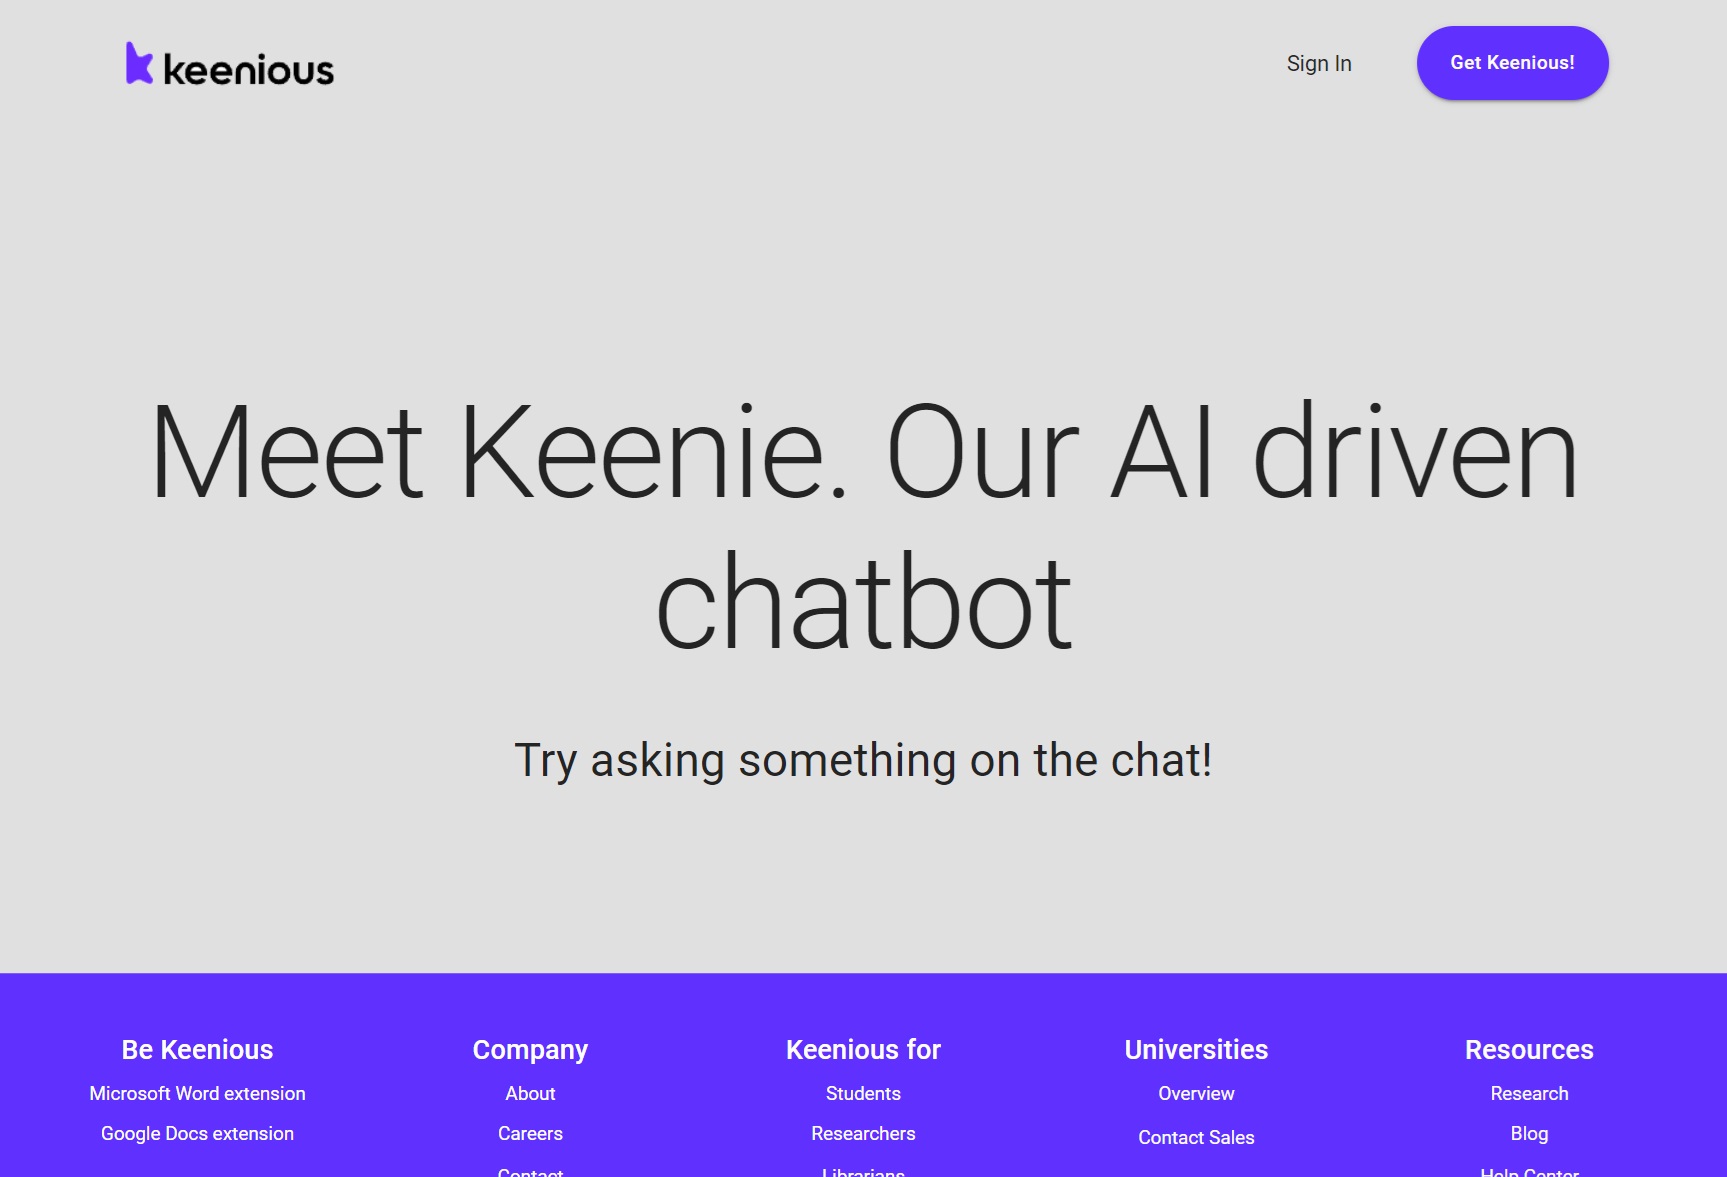 keenious
Sign In
Get Keenious!
Meet Keenie. Our AI driven
chatbot
Try asking something on the chat!
Be Keenious
Microsoft Word extension
Google Docs extension
Company
About
Careers
Contact
Keenious for
Students
Researchers
Librarians
Universities
Overview
Contact Sales
Resources
Research
Blog
Help Center